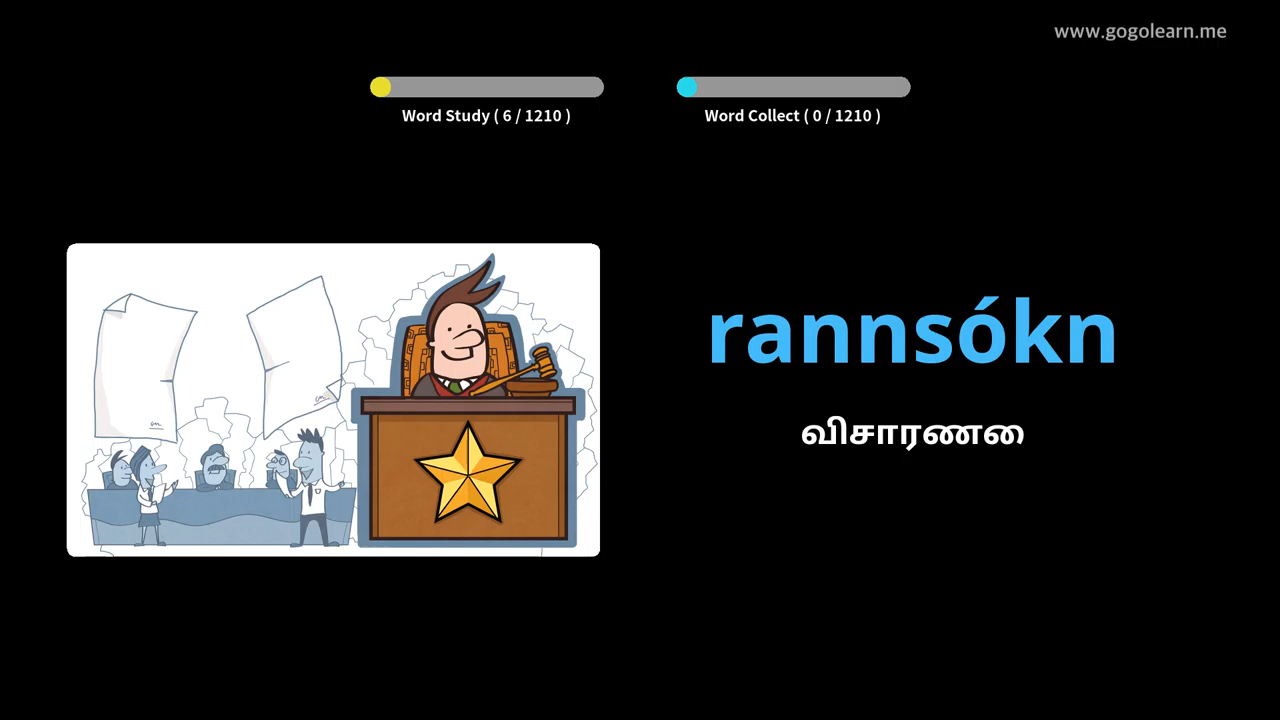 www.gogolearn.me
Word Study ( 6 / 1210 )
Word Collect ( 0 / 1210 )
rannsókn
விசாரணை